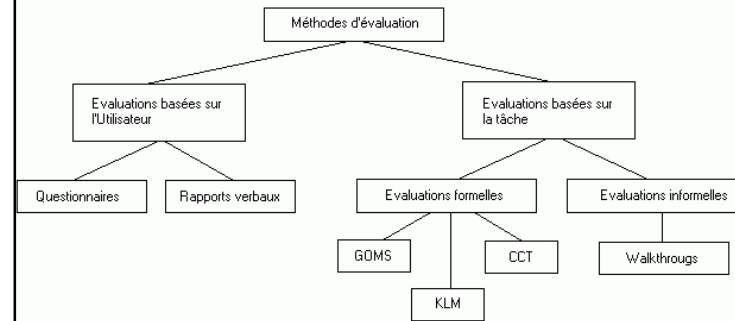 Méthodes d'évaluation
Evaluations basées sur
l'Utilisateur
Evaluations basées sur
la tâche
Questionnaires
Rapports verbaux
Evaluations formelles
Evaluations informelles
GOMS
CCT
Walkthrougs
KLM